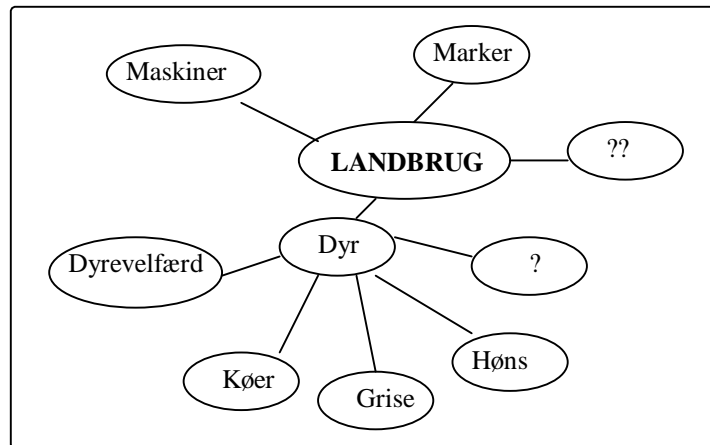 Marker
Maskiner
??
LANDBRUG
Dyr
Dyrevelfærd
?
Høns
Køer
Grise